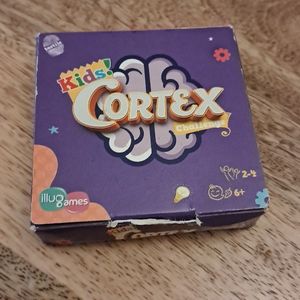 Kids!
CORTEX
Challenge
2-4
6+
illugames